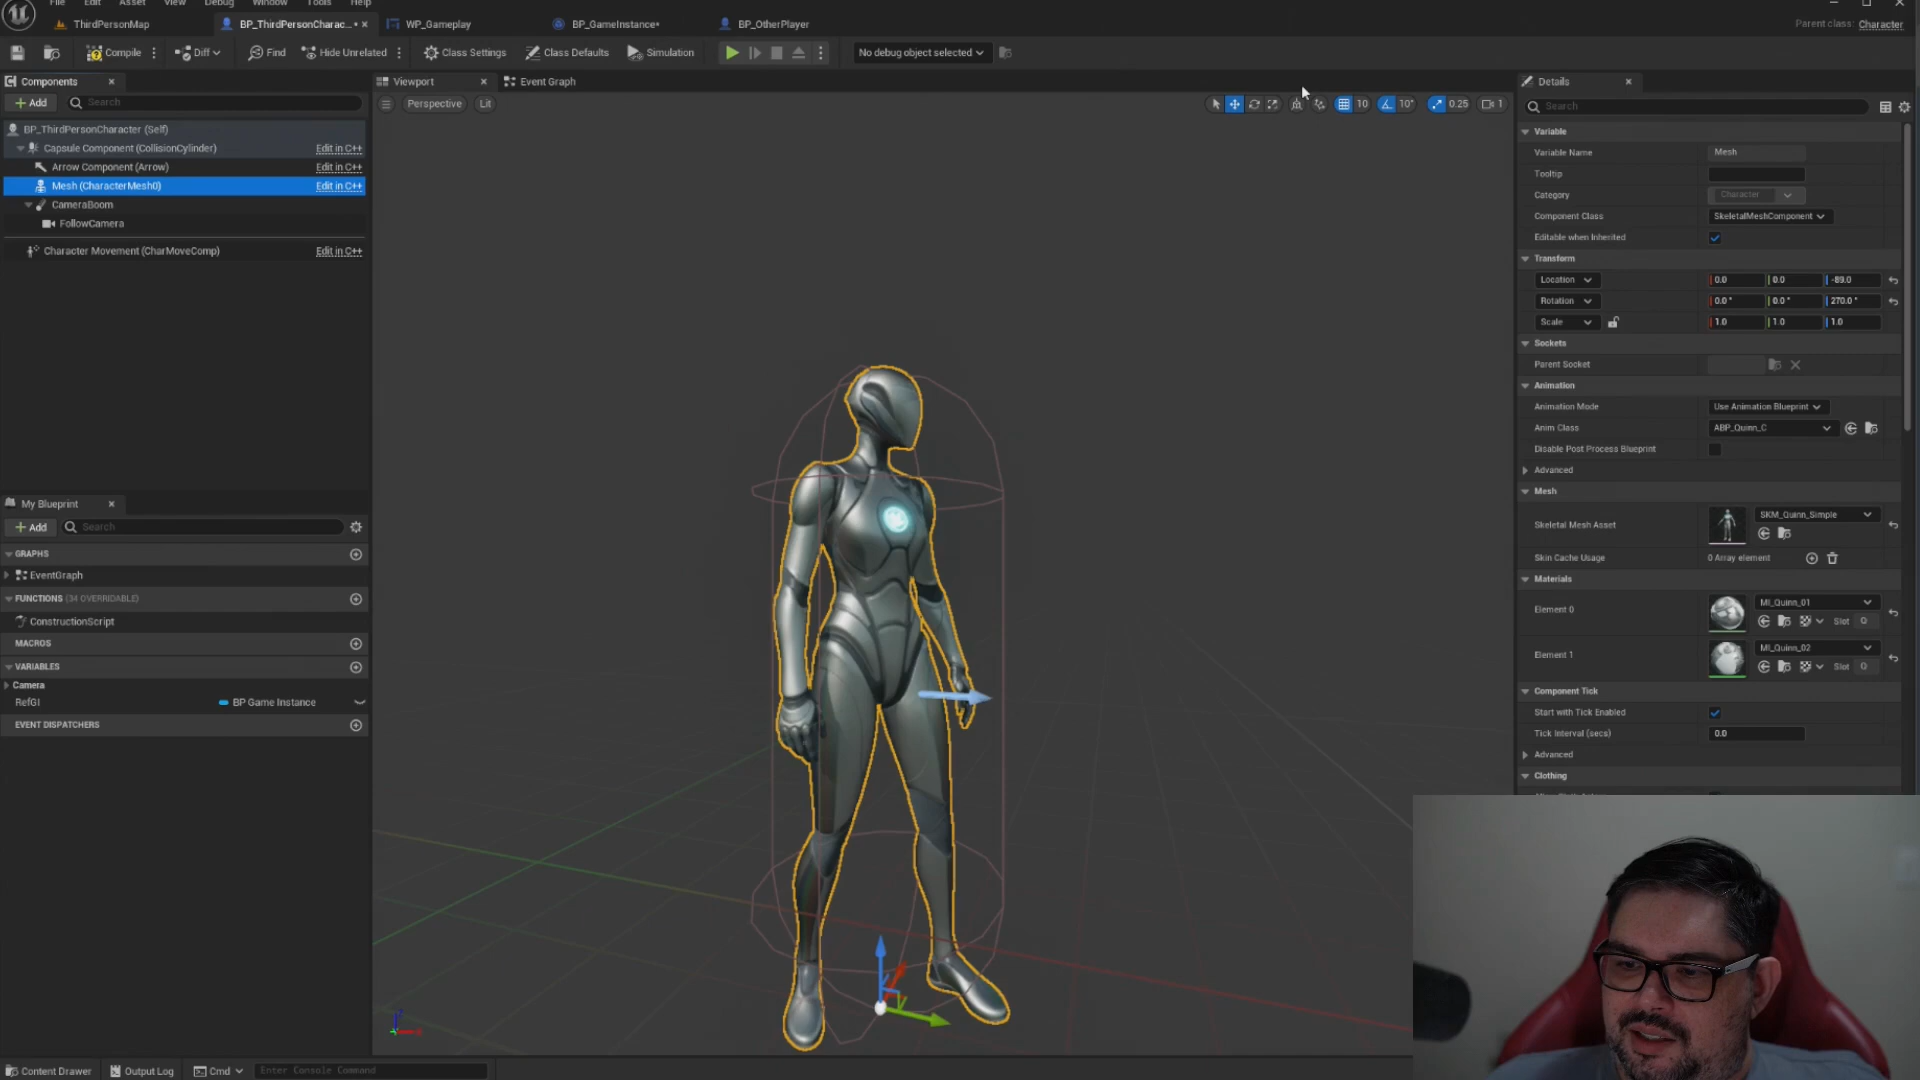 File Edit Asset View Debug Window Tools Help
ThirdPersonMap
BP_ThirdPersonCharac...•
WP_Gameplay
BP_GameInstance•
BP_OtherPlayer
Parent class: Character
Compile
Diff
Find
Hide Unrelated
Class Settings
Class Defaults
Simulation
No debug object selected
Components
Add
Search
BP_ThirdPersonCharacter (Self)
Capsule Component (CollisionCylinder) Edit in C++
Arrow Component (Arrow) Edit in C++
Mesh (CharacterMesh0) Edit in C++
CameraBoom
FollowCamera
Character Movement (CharMoveComp) Edit in C++
My Blueprint
Add
Search
GRAPHS
EventGraph
FUNCTIONS (34 OVERRIDABLE)
ConstructionScript
MACROS
VARIABLES
Camera
RefGI BP Game Instance
EVENT DISPATCHERS
Viewport
Event Graph
Perspective
Lit
10
10°
0.25
1
Details
Search
Variable
Variable Name Mesh
Tooltip
Category Character
Component Class SkeletalMeshComponent
Editable when Inherited
Transform
Location 0.0 0.0 -89.0
Rotation 0.0 ° 0.0 ° 270.0 °
Scale 1.0 1.0 1.0
Sockets
Parent Socket
Animation
Animation Mode Use Animation Blueprint
Anim Class ABP_Quinn_C
Disable Post Process Blueprint
Advanced
Mesh
Skeletal Mesh Asset SKM_Quinn_Simple
Skin Cache Usage 0 Array element
Materials
Element 0 MI_Quinn_01
Slot 0
Element 1 MI_Quinn_02
Slot 0
Component Tick
Start with Tick Enabled
Tick Interval (secs) 0.0
Advanced
Clothing
Content Drawer
Output Log
Cmd
Enter Console Command